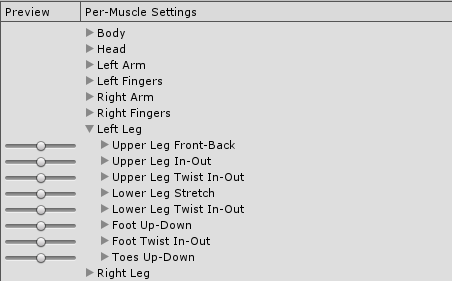 Preview Per-Muscle Settings
Body
Head
Left Arm
Left Fingers
Right Arm
Right Fingers
Left Leg
Upper Leg Front-Back
Upper Leg In-Out
Upper Leg Twist In-Out
Lower Leg Stretch
Lower Leg Twist In-Out
Foot Up-Down
Foot Twist In-Out
Toes Up-Down
Right Leg